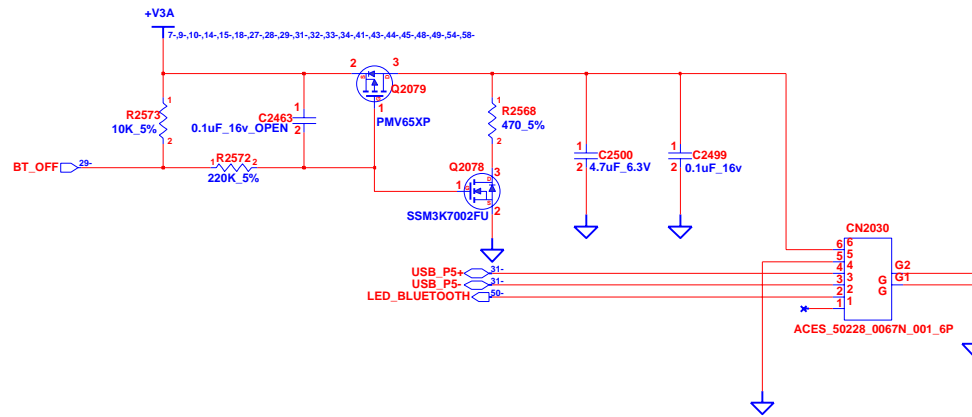 +V3A
7-,9-,10-,14-,15-,18-,27-,28-,29-,31-,32-,33-,34-,41-,43-,44-,45-,48-,49-,54-,58-
2
3
S
D
G
Q2079
1
PMV65XP
1
R2573
10K_5%
2
1
C2463
2
0.1uF_16v_OPEN
1
R2568
470_5%
2
BT_OFF
29-
R2572
1
2
220K_5%
Q2078
3
D
1
G
S
2
SSM3K7002FU
1
C2500
2
4.7uF_6.3V
1
C2499
2
0.1uF_16v
CN2030
6 6
5 5
4 4
3 3
2 2
1 1
G G2
G G1
USB_P5+
31-
USB_P5-
31-
LED_BLUETOOTH
50-
ACES_50228_0067N_001_6P